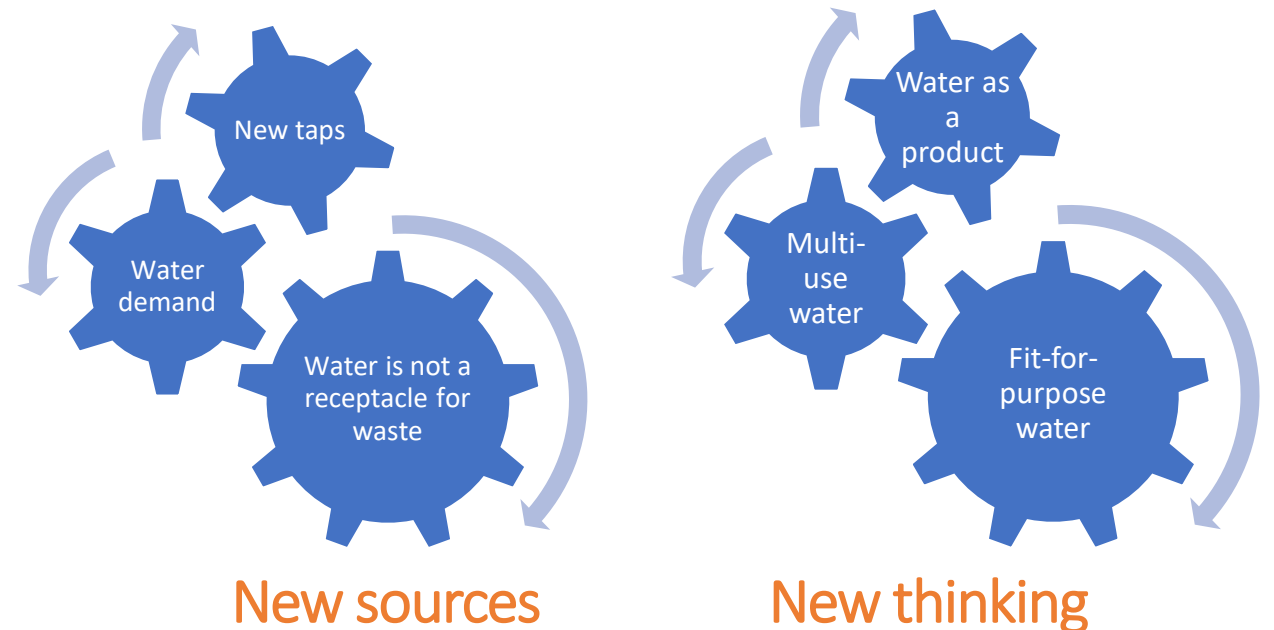 New taps
Water
demand
Water is not a
receptacle for
waste
New sources
Water as
a
product
Multi-
use
water
Fit-for-
purpose
water
New thinking